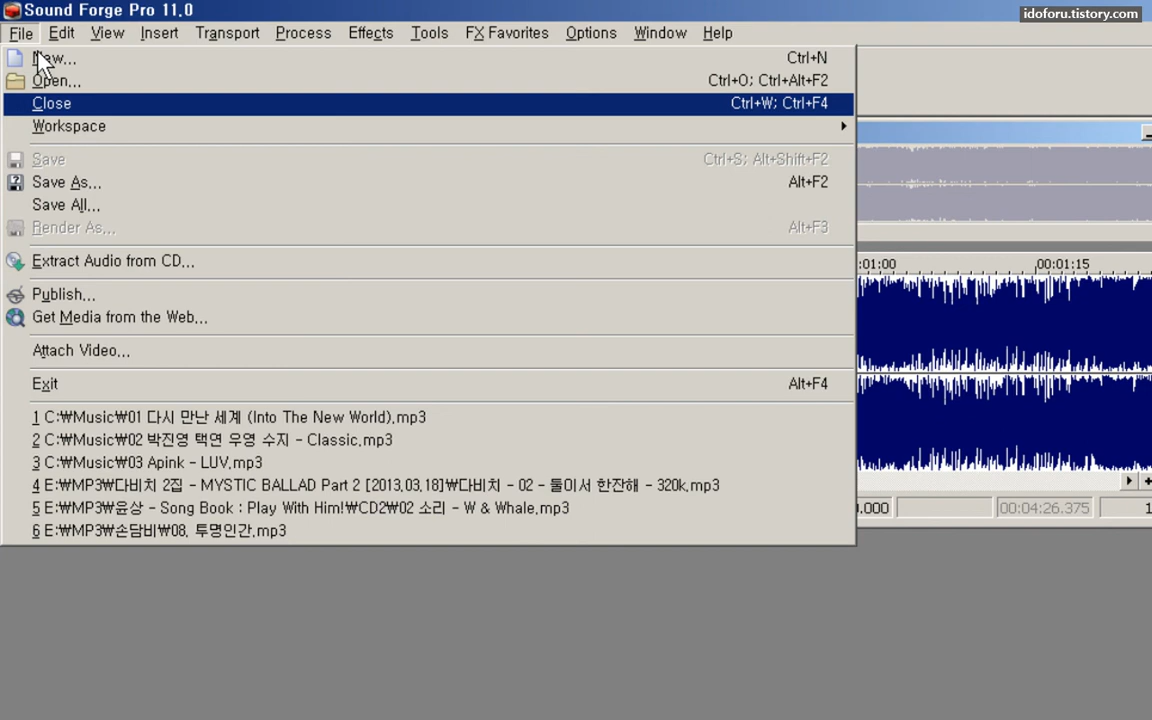 Sound Forge Pro 11.0
idoforu.tistory.com
File Edit View Insert Transport Process Effects Tools FX Favorites Options Window Help
New... Ctrl+N
Open... Ctrl+O; Ctrl+Alt+F2
Close Ctrl+W; Ctrl+F4
Workspace
Save Ctrl+S; Alt+Shift+F2
Save As... Alt+F2
Save All...
Render As... Alt+F3
Extract Audio from CD...
Publish...
Get Media from the Web...
Attach Video...
Exit Alt+F4
1 C:₩Music₩01 다시 만난 세계 (Into The New World).mp3
2 C:₩Music₩02 박진영 택연 우영 수지 - Classic.mp3
3 C:₩Music₩03 Apink - LUV.mp3
4 E:₩MP3₩다비치 2집 - MYSTIC BALLAD Part 2 [2013.03.18]₩다비치 - 02 - 둘이서 한잔해 - 320k.mp3
5 E:₩MP3₩윤상 - Song Book : Play With Him!₩CD2₩02 소리 - W & Whale.mp3
6 E:₩MP3₩손담비₩08. 투명인간.mp3
:01:00 00:01:15
.000 00:04:26.375 1